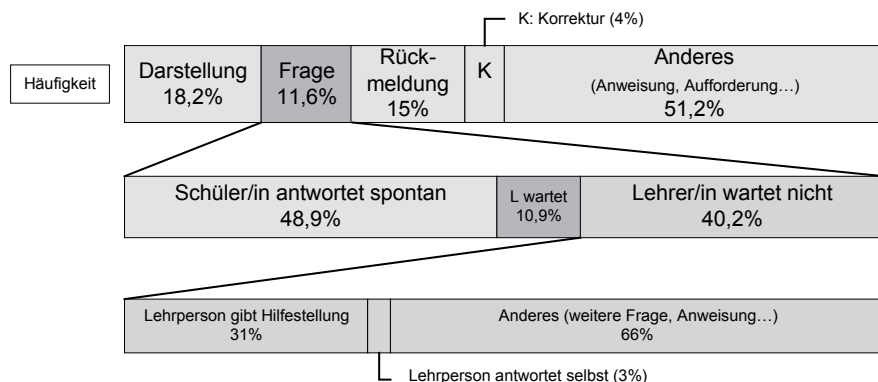 K: Korrektur (4%)
Häufigkeit
Darstellung
18,2%
Frage
11,6%
Rück-
meldung
15%
K
Anderes
(Anweisung, Aufforderung…)
51,2%
Schüler/in antwortet spontan
48,9%
L wartet
10,9%
Lehrer/in wartet nicht
40,2%
Lehrperson gibt Hilfestellung
31%
Anderes (weitere Frage, Anweisung…)
66%
Lehrperson antwortet selbst (3%)